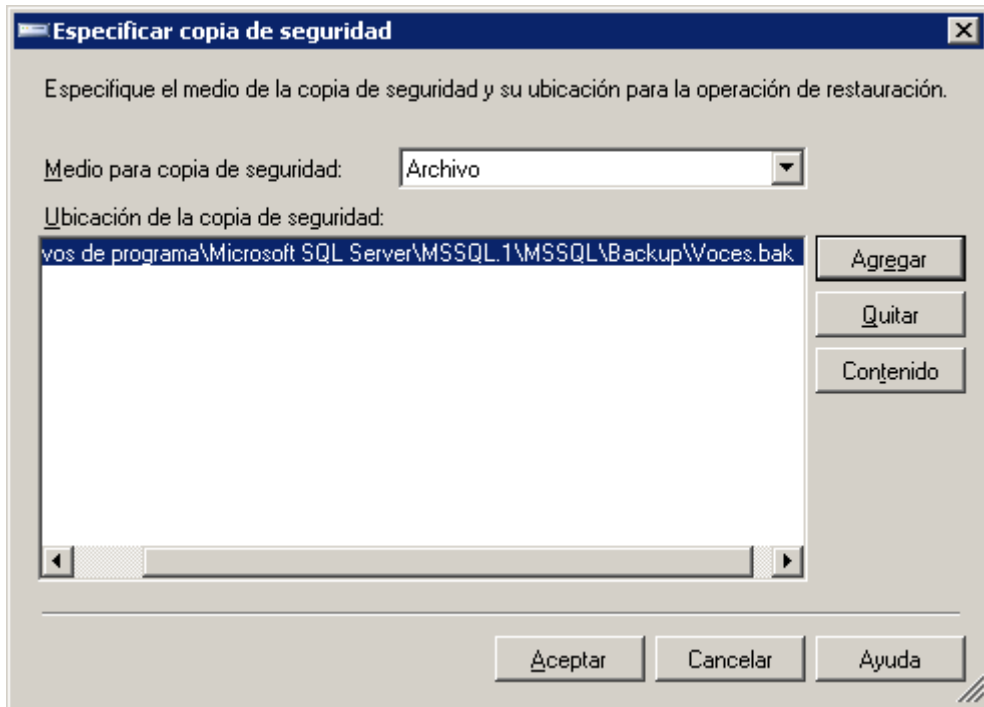 Especificar copia de seguridad
Especifique el medio de la copia de seguridad y su ubicación para la operación de restauración.
Medio para copia de seguridad:
Archivo
Ubicación de la copia de seguridad:
vos de programa\Microsoft SQL Server\MSSQL.1\MSSQL\Backup\Voces.bak
Agregar
Quitar
Contenido
Aceptar
Cancelar
Ayuda